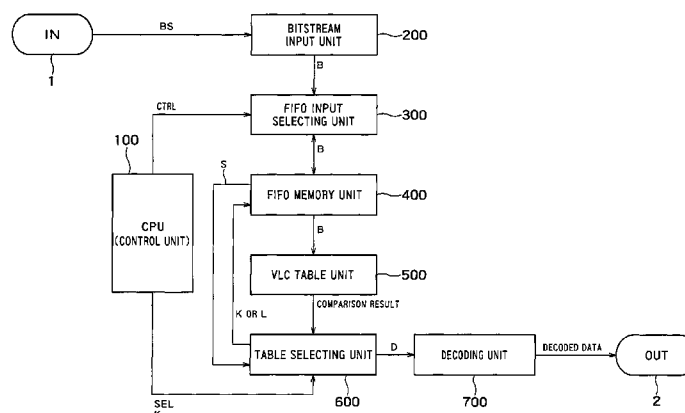 IN
1
BS
BITSTREAM
INPUT UNIT
200
B
CTRL
FIFO INPUT
SELECTING UNIT
300
100
B
S
CPU
(CONTROL UNIT)
FIFO MEMORY UNIT
400
B
VLC TABLE UNIT
500
K OR L
COMPARISON RESULT
TABLE SELECTING UNIT
600
D
DECODING UNIT
700
DECODED DATA
OUT
2
SEL